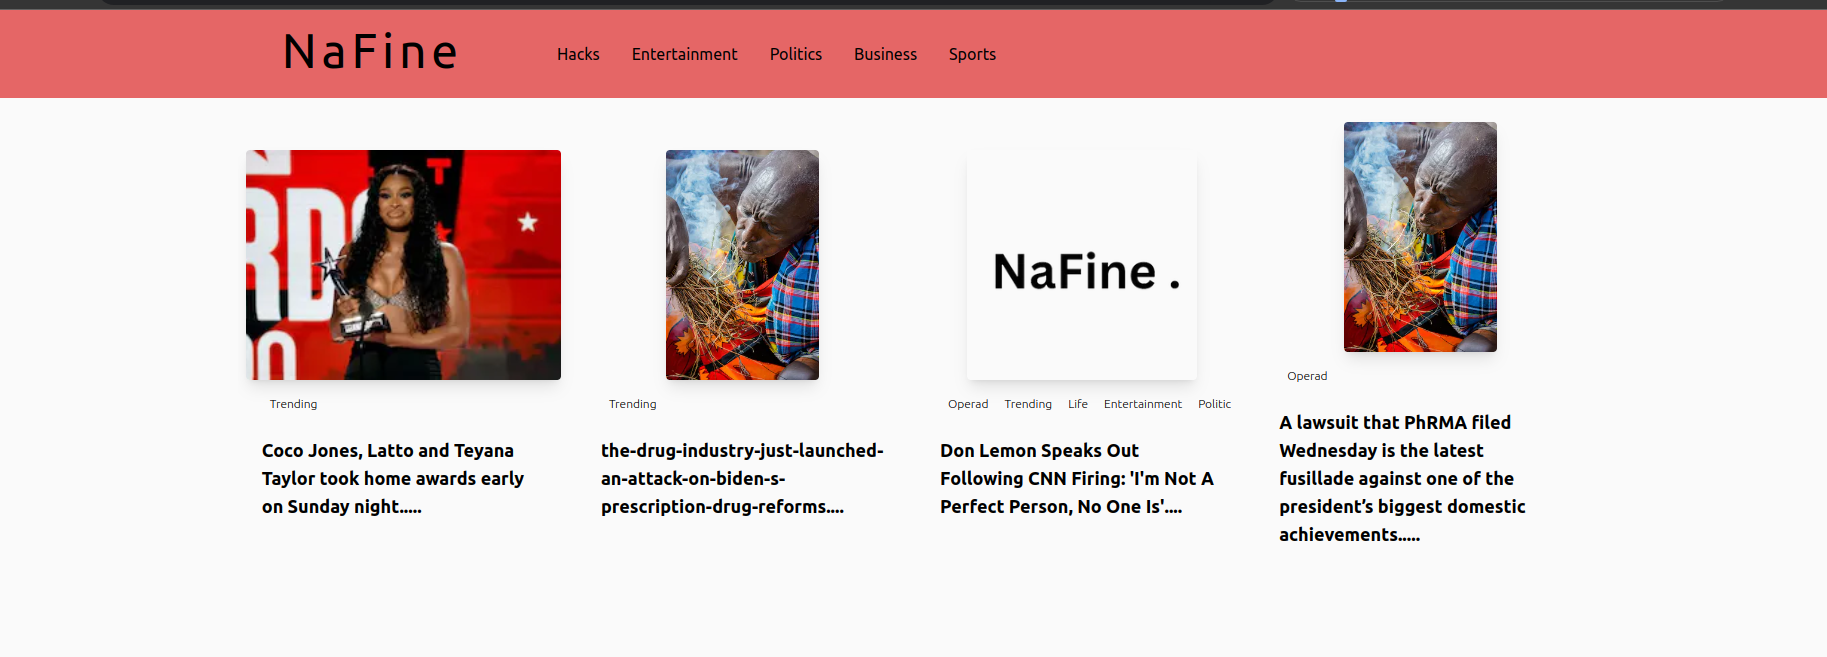 NaFine
Hacks Entertainment Politics Business Sports
NaFine .
Trending
Coco Jones, Latto and Teyana
Taylor took home awards early
on Sunday night.....
Trending
the-drug-industry-just-launched-
an-attack-on-biden-s-
prescription-drug-reforms....
Operad Trending Life Entertainment Politic
Don Lemon Speaks Out
Following CNN Firing: 'I'm Not A
Perfect Person, No One Is'....
Operad
A lawsuit that PhRMA filed
Wednesday is the latest
fusillade against one of the
president’s biggest domestic
achievements.....